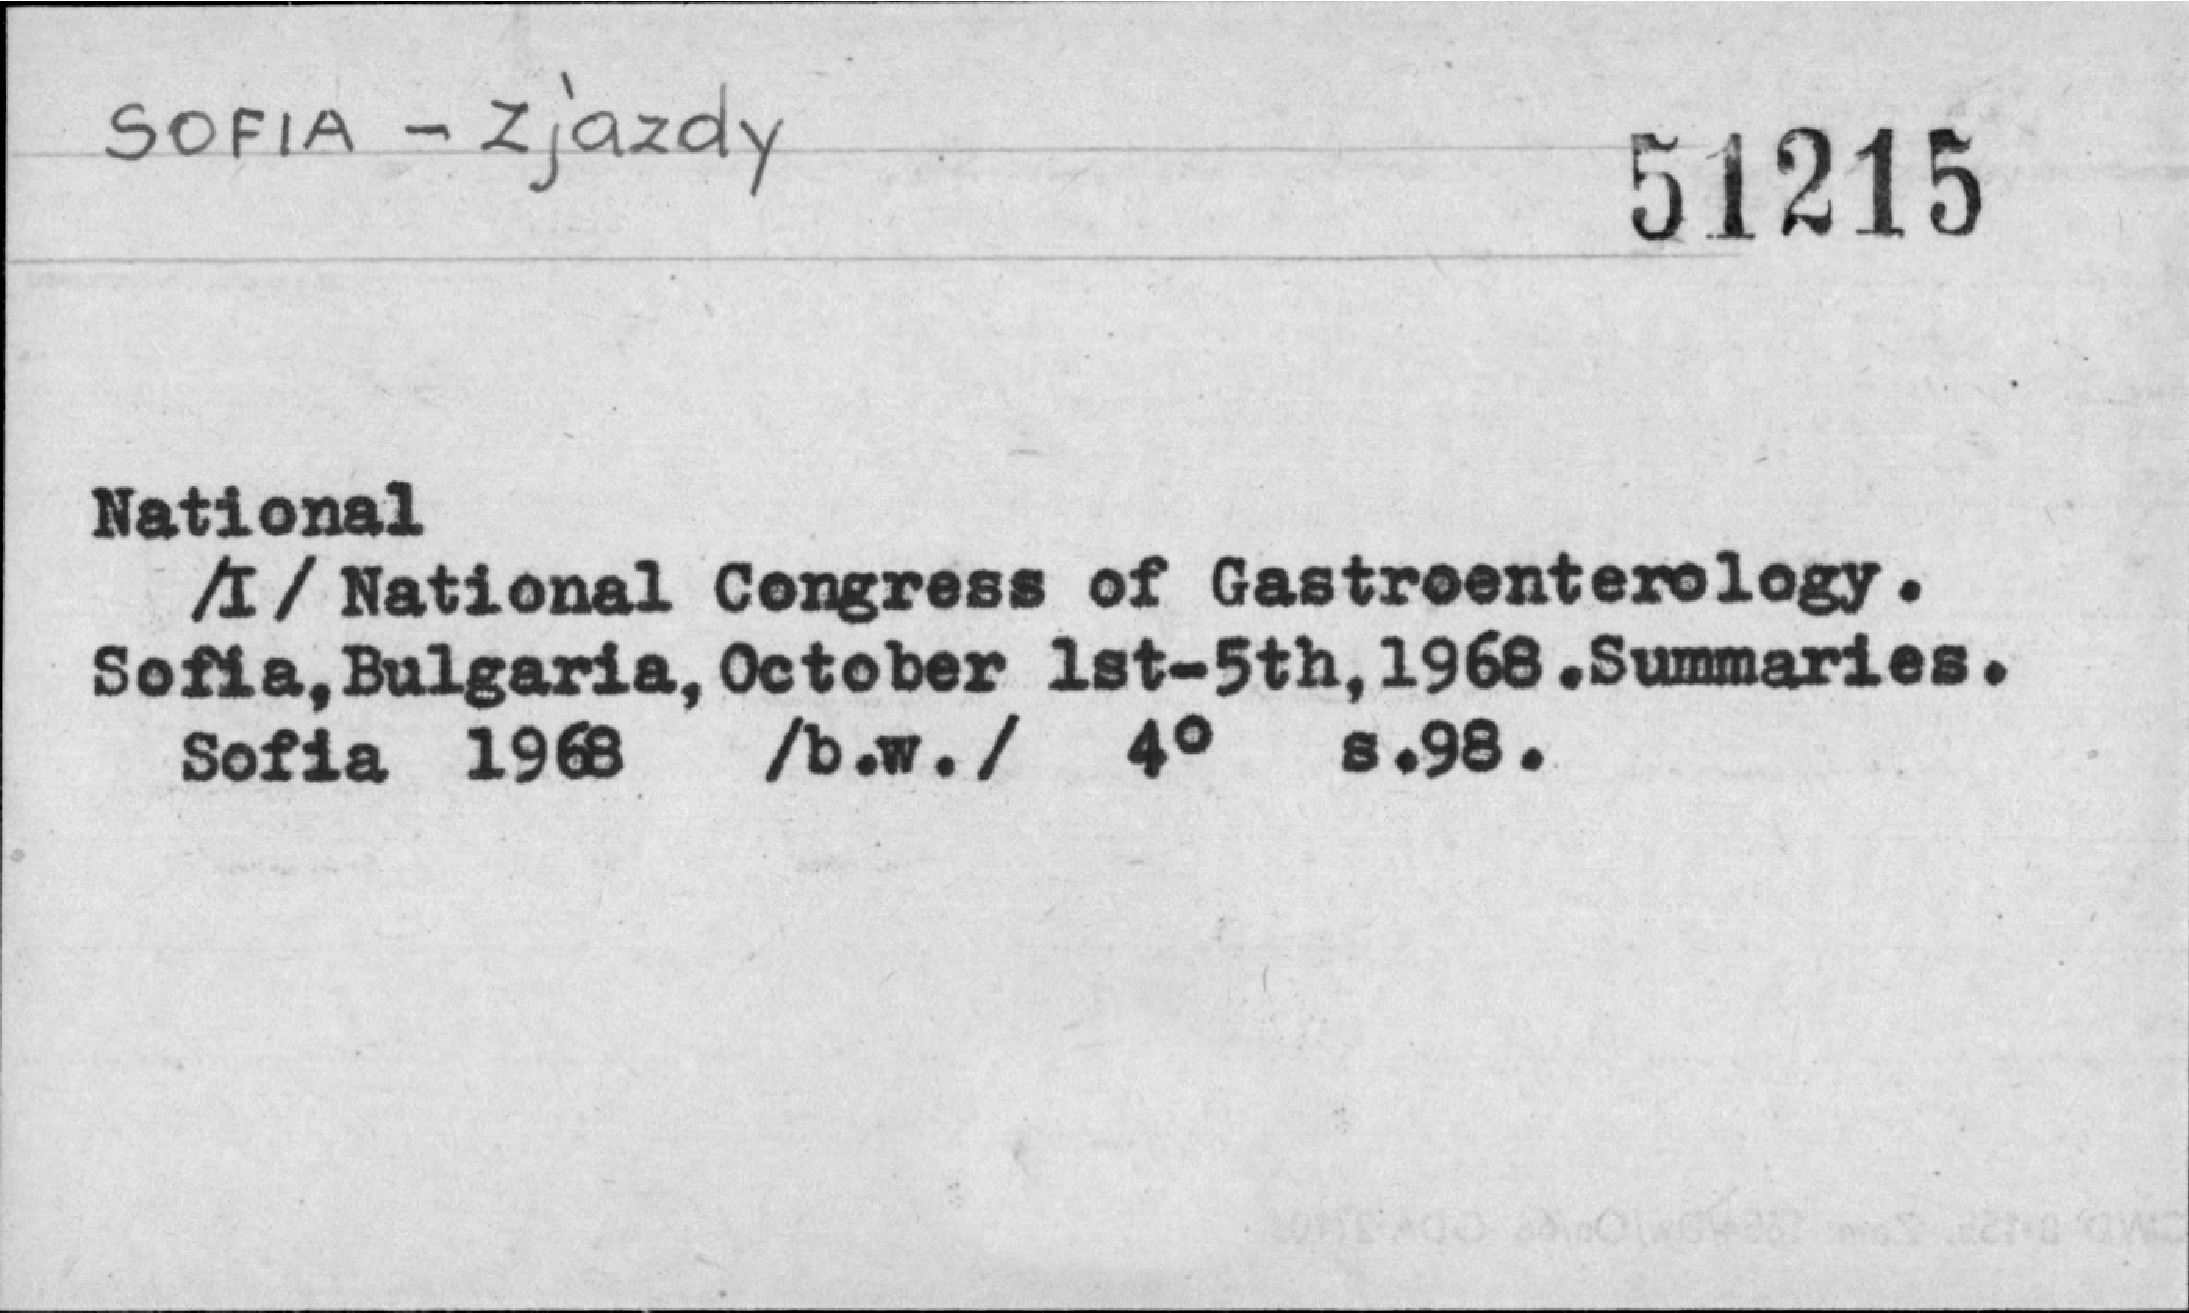 SOFIA - Zjazdy
51215
National
/I/ National Congress of Gastroenterology.
Sofia, Bulgaria, October 1st-5th, 1968. Summaries.
Sofia 1968 /b.w./ 4° s.98.